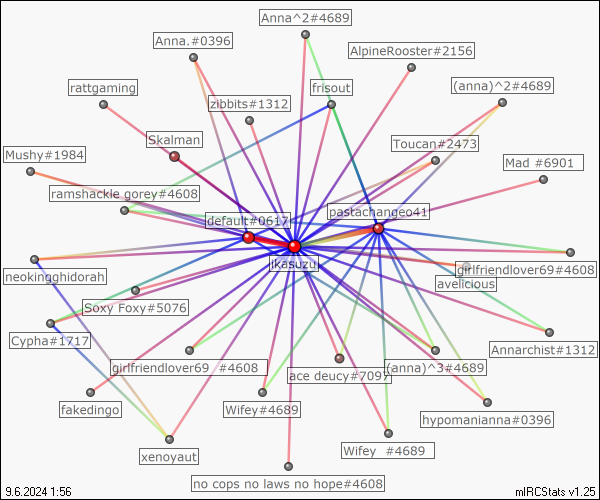 Anna^2#4689
Anna.#0396
AlpineRooster#2156
rattgaming
frisout
(anna)^2#4689
zibbits#1312
Skalman
Toucan#2473
Mushy#1984
Mad #6901
ramshackle gorey#4608
pastachangeo41
default#0617
ikasuzu
girlfriendlover69#4608
neokingghidorah
avelicious
Soxy Foxy#5076
Cypha#1717
Annarchist#1312
girlfriendlover69 #4608
ace deucy#7097
(anna)^3#4689
fakedingo
Wifey#4689
hypomanianna#0396
xenoyaut
Wifey #4689
no cops no laws no hope#4608
9.6.2024 1:56
mIRCStats v1.25